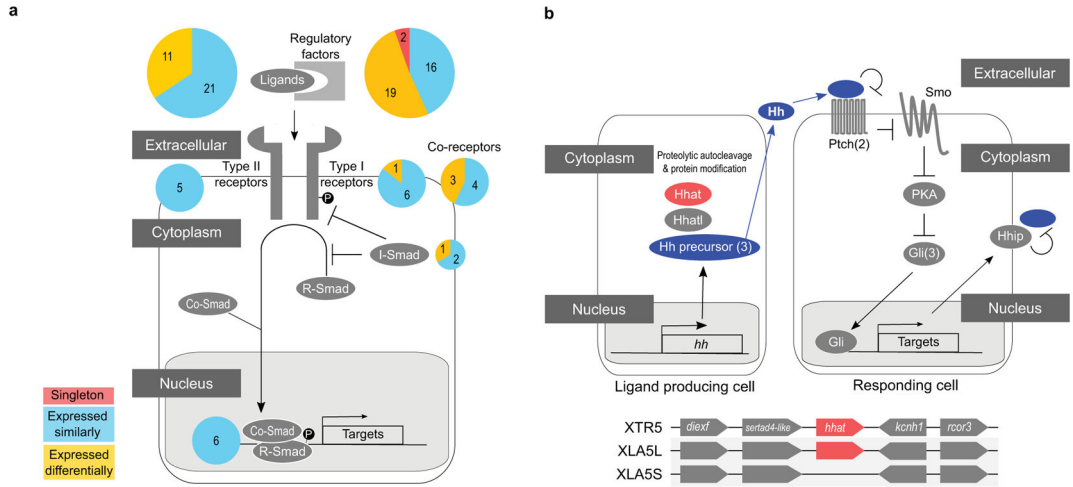 a
Regulatory
factors
Ligands
11
21
2
16
19
Extracellular
Type II
receptors
Type I
receptors
Co-receptors
5
1
6
3
4
P
Cytoplasm
I-Smad
1
2
R-Smad
Co-Smad
Nucleus
6
Co-Smad
P
R-Smad
Targets
Singleton
Expressed
similarly
Expressed
differentially
b
Extracellular
Smo
Hh
Ptch(2)
Cytoplasm
Proteolytic autocleavage
& protein modification
Hhat
Hhatl
Hh precursor (3)
Cytoplasm
PKA
Hhip
Gli(3)
Nucleus
hh
Nucleus
Gli
Targets
Ligand producing cell
Responding cell
XTR5 diexf sertad4-like hhat kcnh1 rcor3
XLA5L
XLA5S